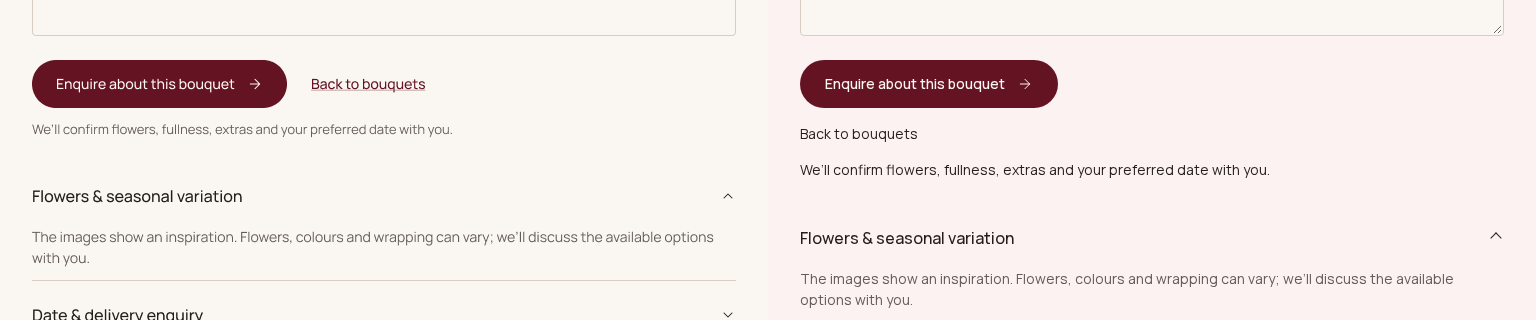 Enquire about this bouquet
Back to bouquets
We'll confirm flowers, fullness, extras and your preferred date with you.
Flowers & seasonal variation
The images show an inspiration. Flowers, colours and wrapping can vary; we'll discuss the available options
with you.
Date & delivery enquiry
Enquire about this bouquet
Back to bouquets
We'll confirm flowers, fullness, extras and your preferred date with you.
Flowers & seasonal variation
The images show an inspiration. Flowers, colours and wrapping can vary; we'll discuss the available
options with you.